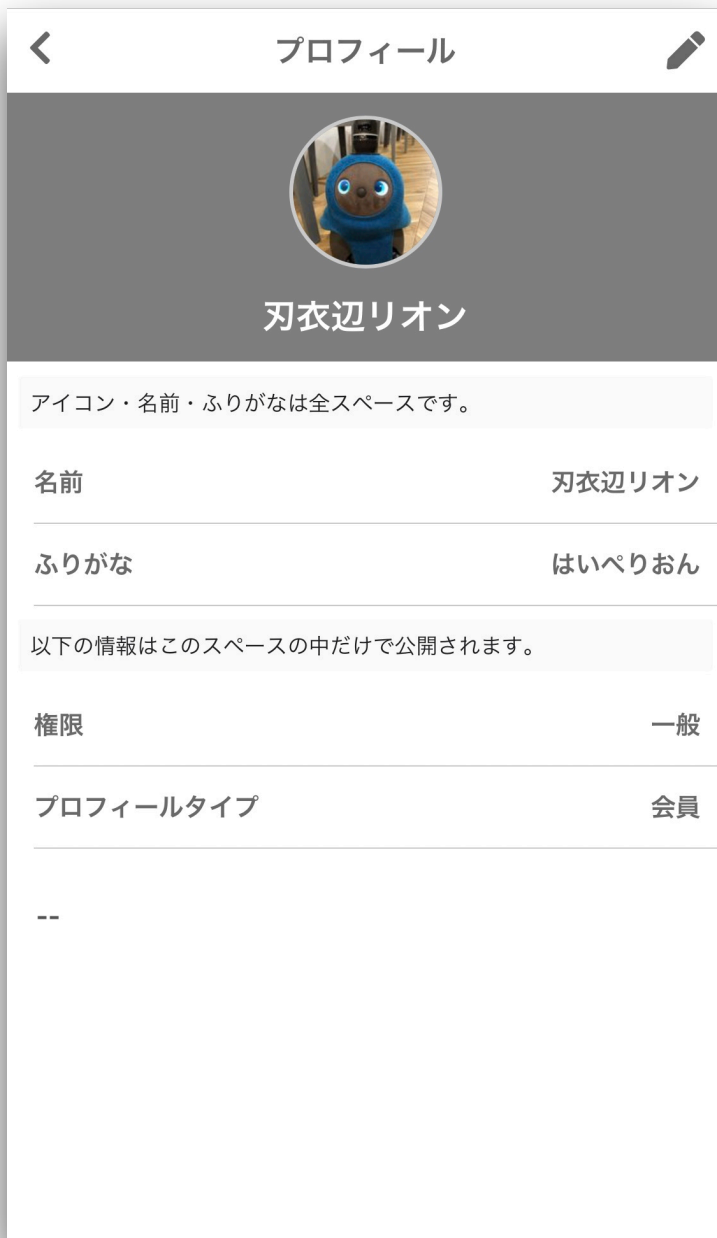 プロフィール
刃衣辺リオン
アイコン・名前・ふりがなは全スペースです。
名前 刃衣辺リオン
ふりがな はいぺりおん
以下の情報はこのスペースの中だけで公開されます。
権限 一般
プロフィールタイプ 会員
--